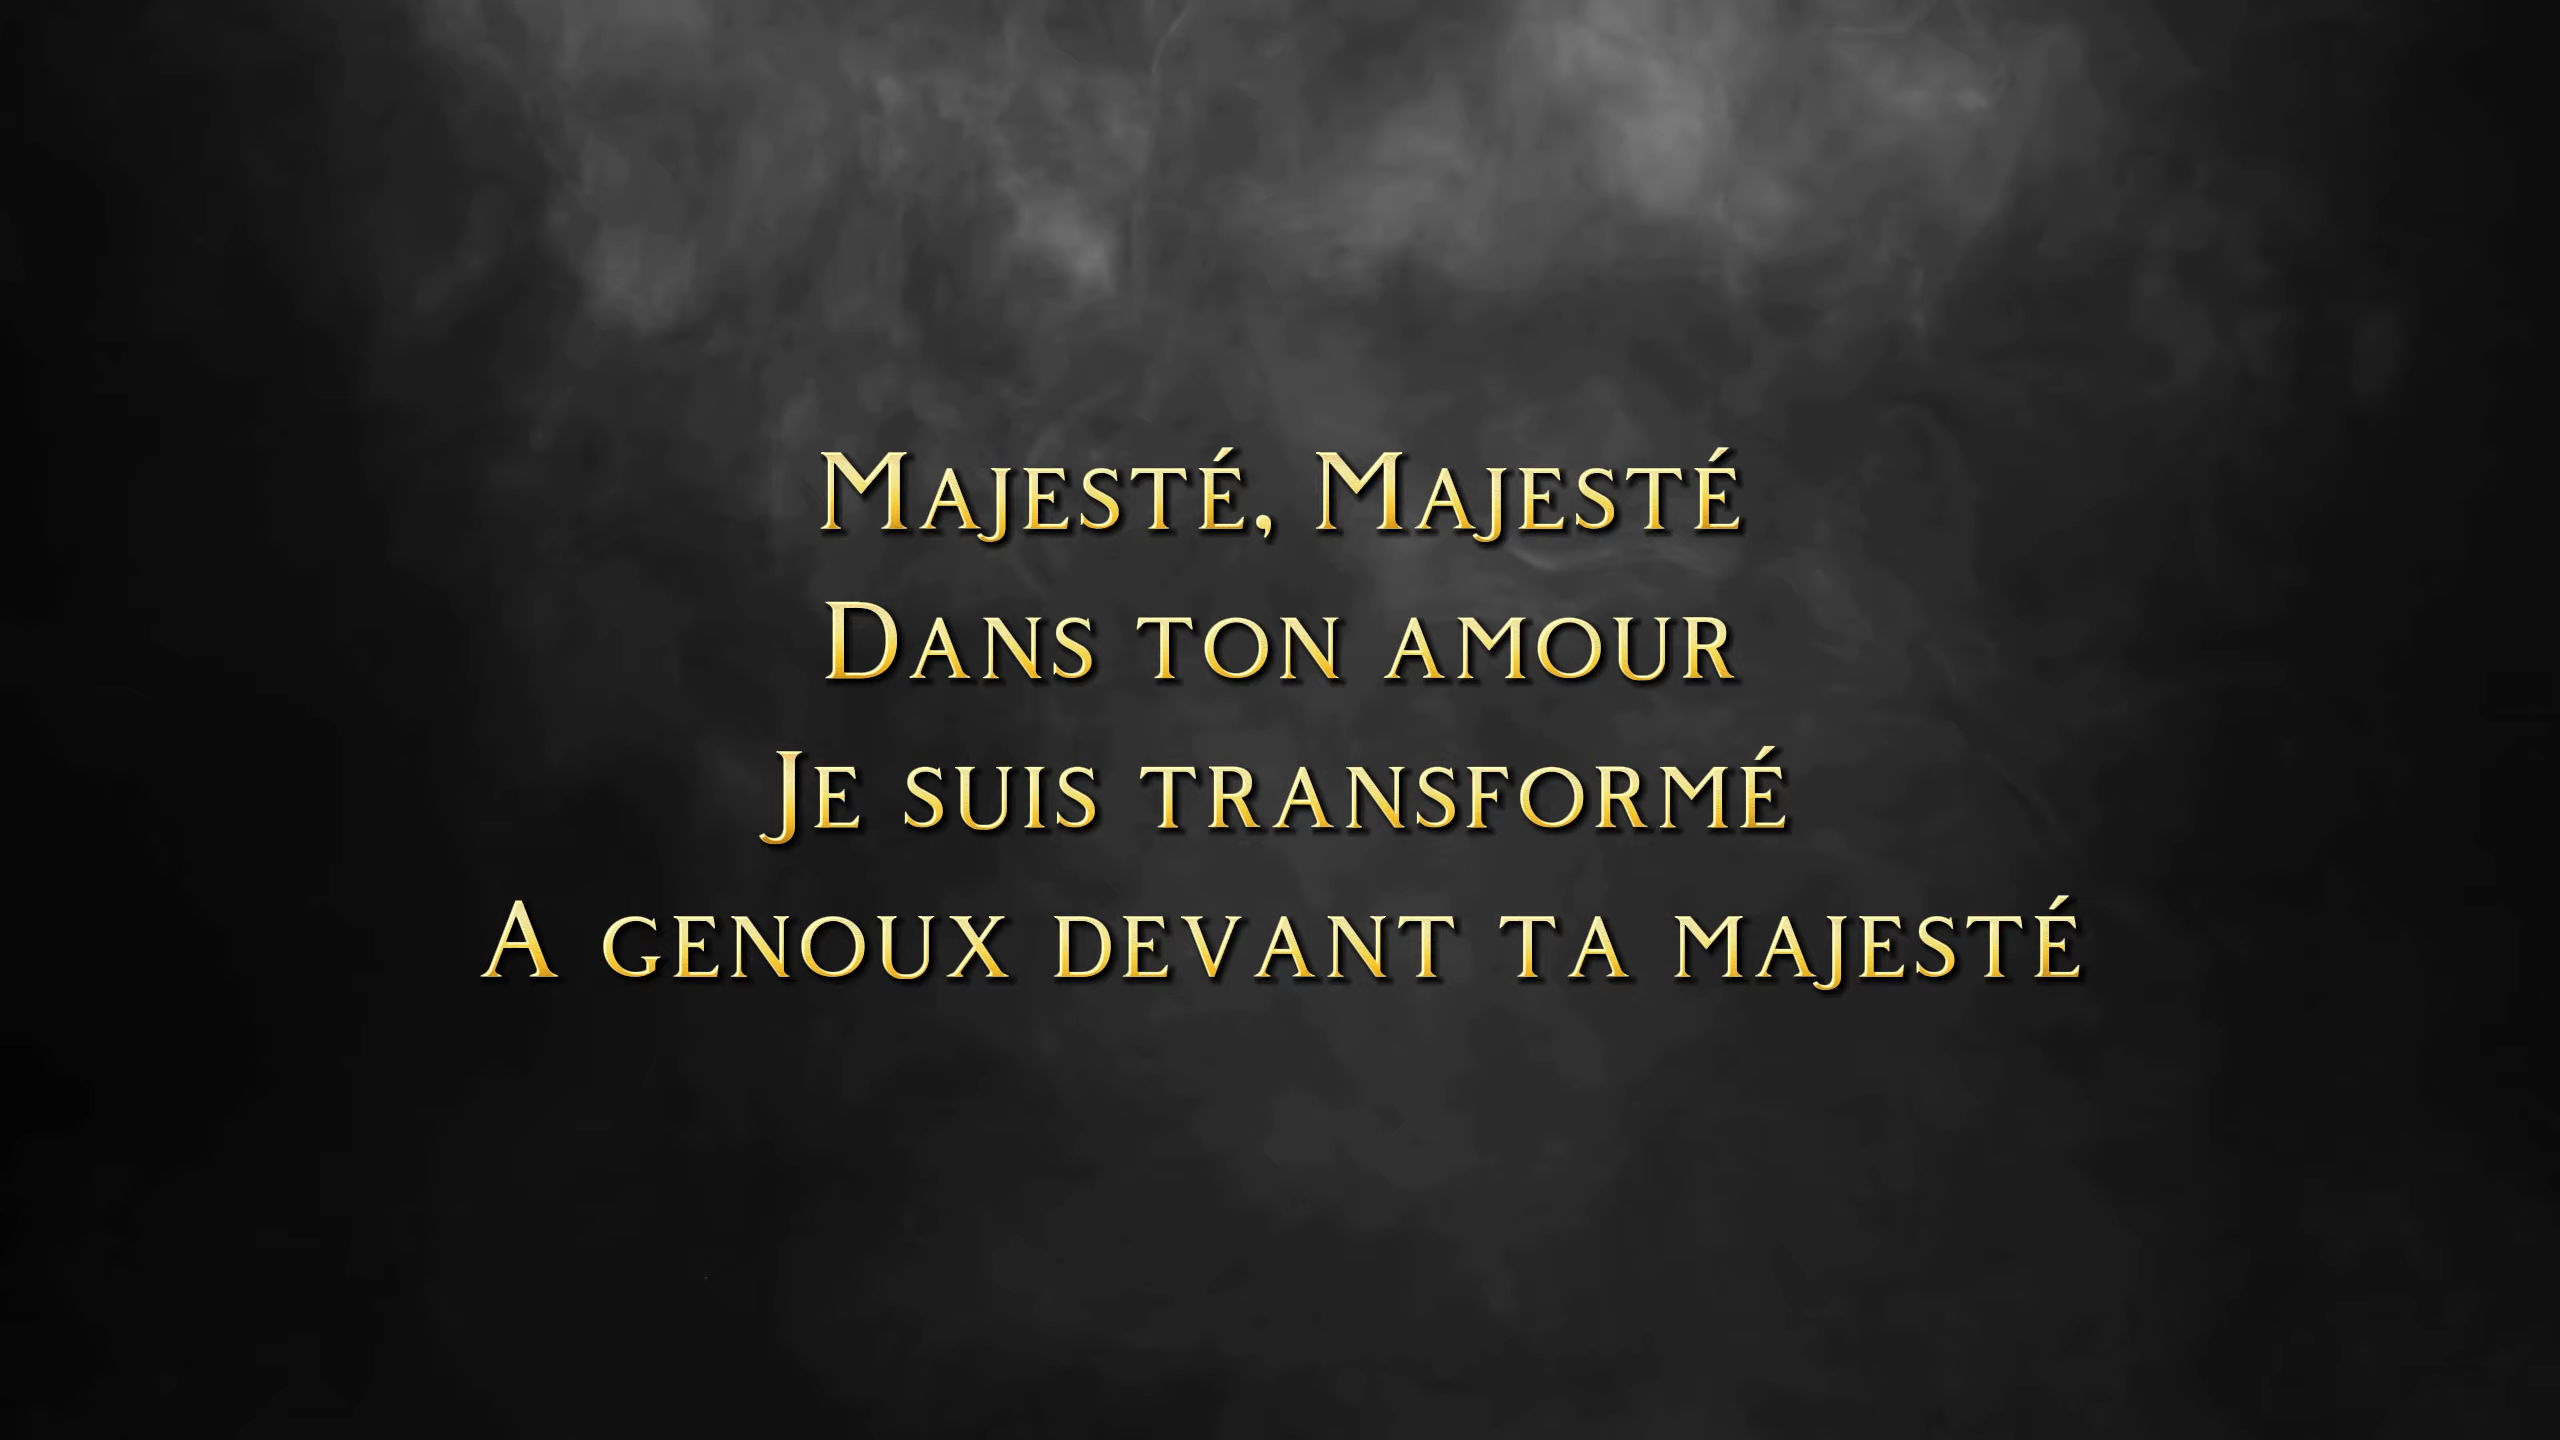 Majesté, Majesté
Dans ton amour
Je suis transformé
A genoux devant ta majesté